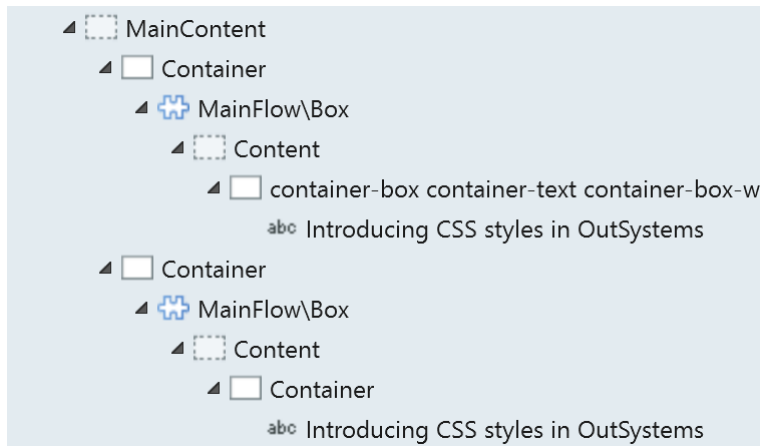 MainContent
Container
MainFlow\Box
Content
container-box container-text container-box-w
abc Introducing CSS styles in OutSystems
Container
MainFlow\Box
Content
Container
abc Introducing CSS styles in OutSystems